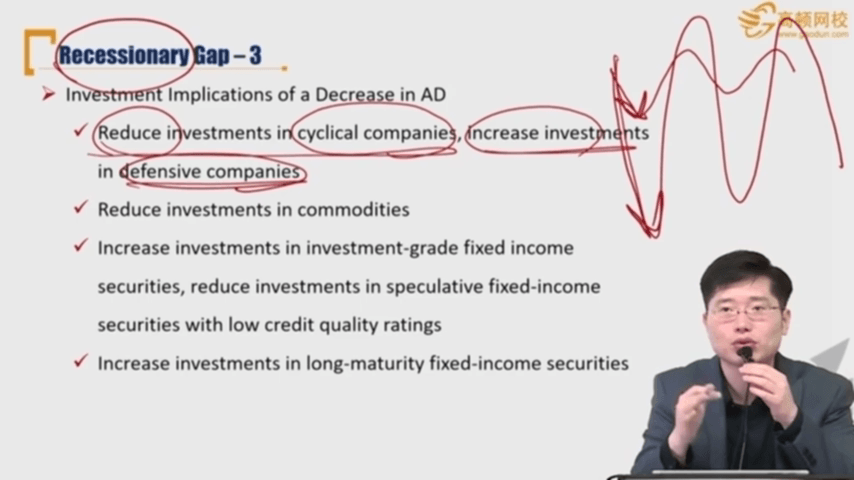 高顿网校
www.gaodun.com
Recessionary Gap – 3
Investment Implications of a Decrease in AD
Reduce investments in cyclical companies, increase investments
in defensive companies
Reduce investments in commodities
Increase investments in investment-grade fixed income
securities, reduce investments in speculative fixed-income
securities with low credit quality ratings
Increase investments in long-maturity fixed-income securities